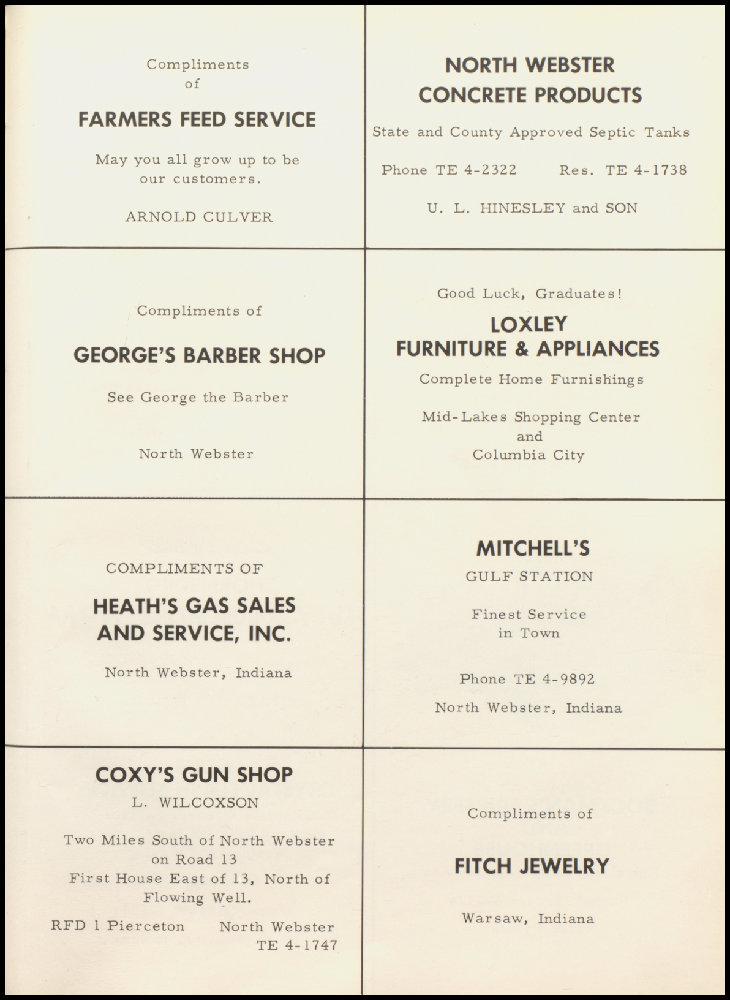 Compliments
of
FARMERS FEED SERVICE
May you all grow up to be
our customers.
ARNOLD CULVER
NORTH WEBSTER
CONCRETE PRODUCTS
State and County Approved Septic Tanks
Phone TE 4-2322 Res. TE 4-1738
U. L. HINESLEY and SON
Compliments of
GEORGE'S BARBER SHOP
See George the Barber
North Webster
Good Luck, Graduates!
LOXLEY
FURNITURE & APPLIANCES
Complete Home Furnishings
Mid-Lakes Shopping Center
and
Columbia City
COMPLIMENTS OF
HEATH'S GAS SALES
AND SERVICE, INC.
North Webster, Indiana
MITCHELL'S
GULF STATION
Finest Service
in Town
Phone TE 4-9892
North Webster, Indiana
COXY'S GUN SHOP
L. WILCOXSON
Two Miles South of North Webster
on Road 13
First House East of 13, North of
Flowing Well.
RFD 1 Pierceton North Webster
TE 4-1747
Compliments of
FITCH JEWELRY
Warsaw, Indiana